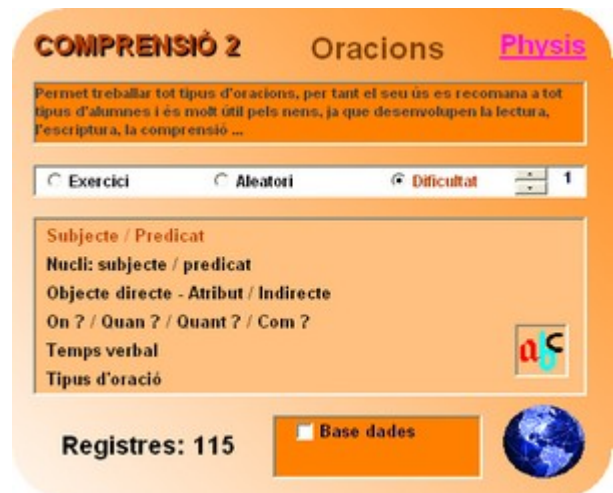 COMPRENSIÓ 2 Oracions Physis
Permet treballar tot tipus d'oracions, per tant el seu ús es recomana a tot
tipus d'alumnes i és molt útil pels nens, ja que desenvolupen la lectura,
l'escriptura, la comprensió ...
Exercici Aleatori Dificultat 1
Subjecte / Predicat
Nucli: subjecte / predicat
Objecte directe - Atribut / Indirecte
On ? / Quan ? / Quant ? / Com ?
Temps verbal
Tipus d'oració
abc
Registres: 115 Base dades